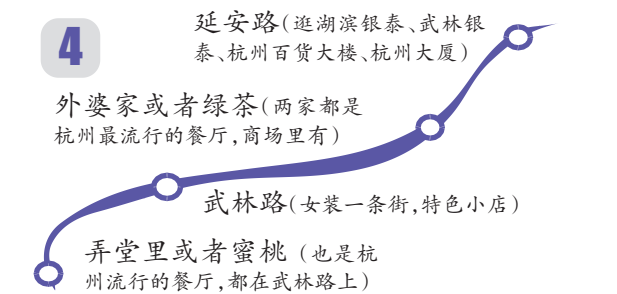 4
延安路(逛湖滨银泰、武林银
泰、杭州百货大楼、杭州大厦)
外婆家或者绿茶(两家都是
杭州最流行的餐厅,商场里有)
武林路(女装一条街,特色小店)
弄堂里或者蜜桃(也是杭
州流行的餐厅,都在武林路上)